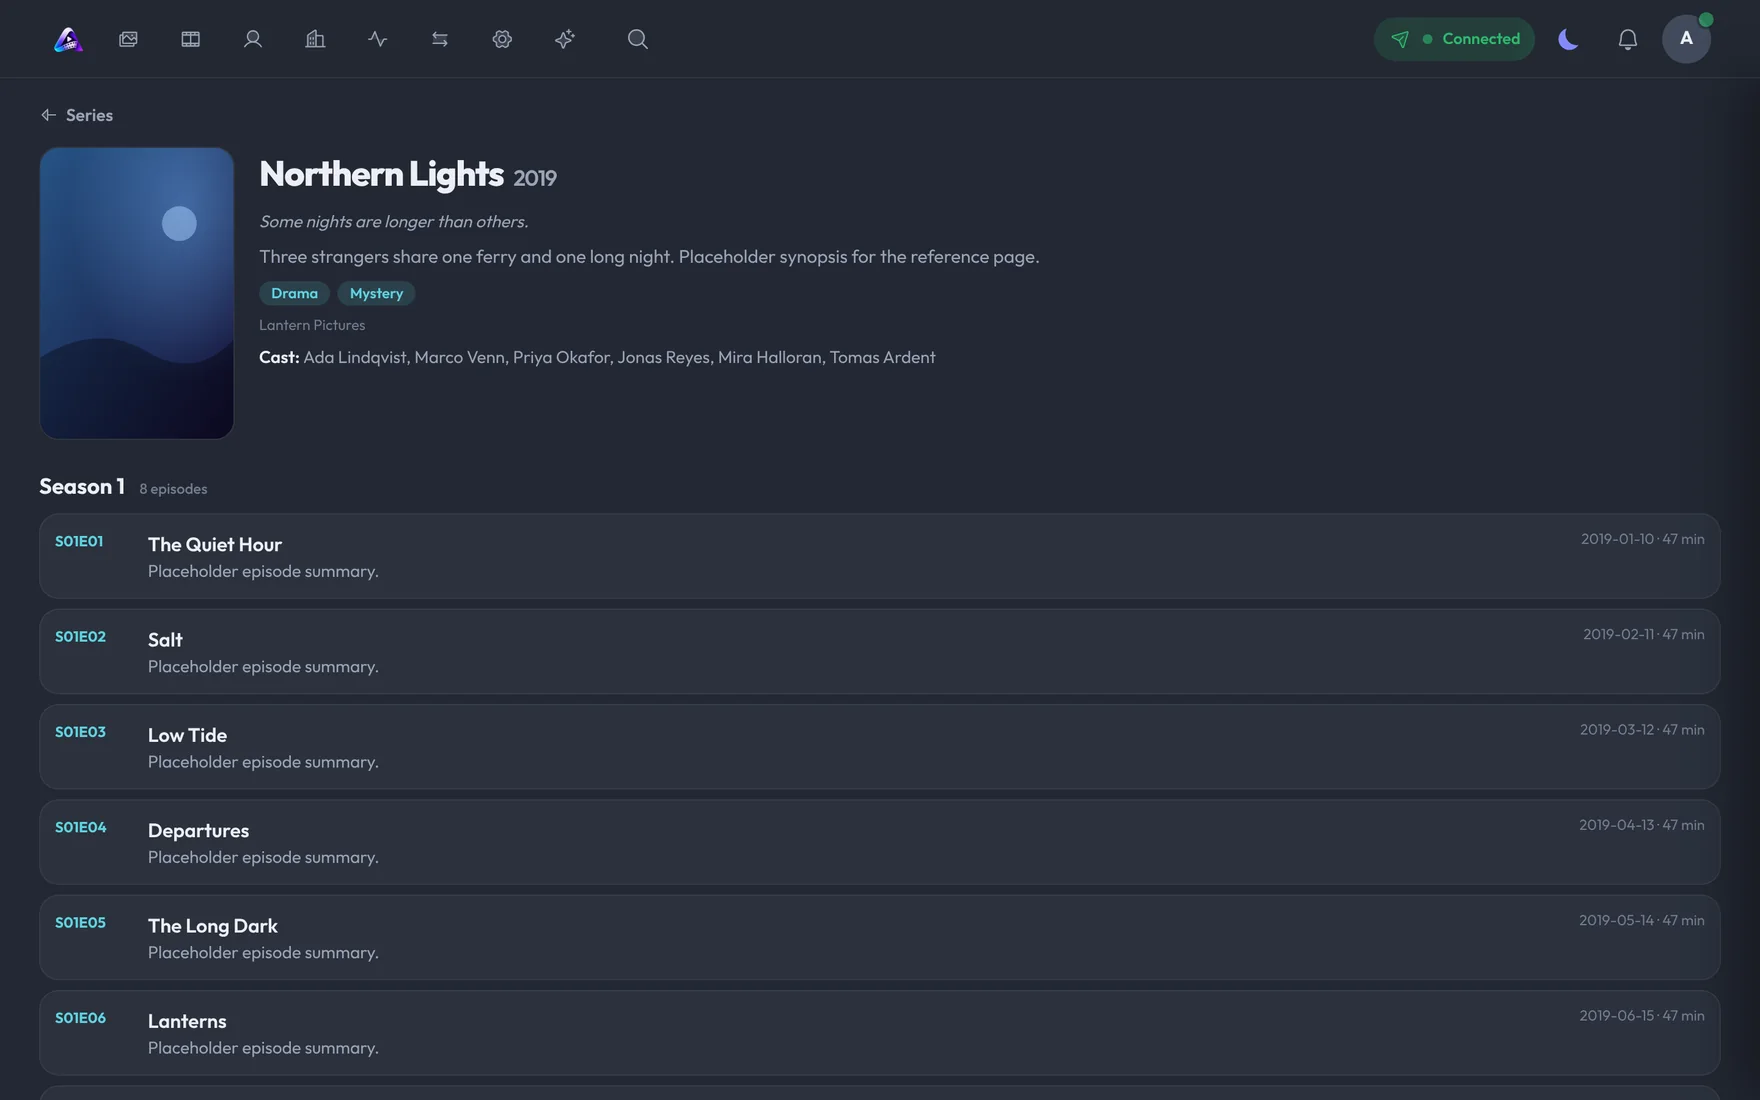 Connected
A
Series
Northern Lights 2019
Some nights are longer than others.
Three strangers share one ferry and one long night. Placeholder synopsis for the reference page.
Drama Mystery
Lantern Pictures
Cast: Ada Lindqvist, Marco Venn, Priya Okafor, Jonas Reyes, Mira Halloran, Tomas Ardent
Season 1 8 episodes
S01E01 The Quiet Hour 2019-01-10 · 47 min
Placeholder episode summary.
S01E02 Salt 2019-02-11 · 47 min
Placeholder episode summary.
S01E03 Low Tide 2019-03-12 · 47 min
Placeholder episode summary.
S01E04 Departures 2019-04-13 · 47 min
Placeholder episode summary.
S01E05 The Long Dark 2019-05-14 · 47 min
Placeholder episode summary.
S01E06 Lanterns 2019-06-15 · 47 min
Placeholder episode summary.